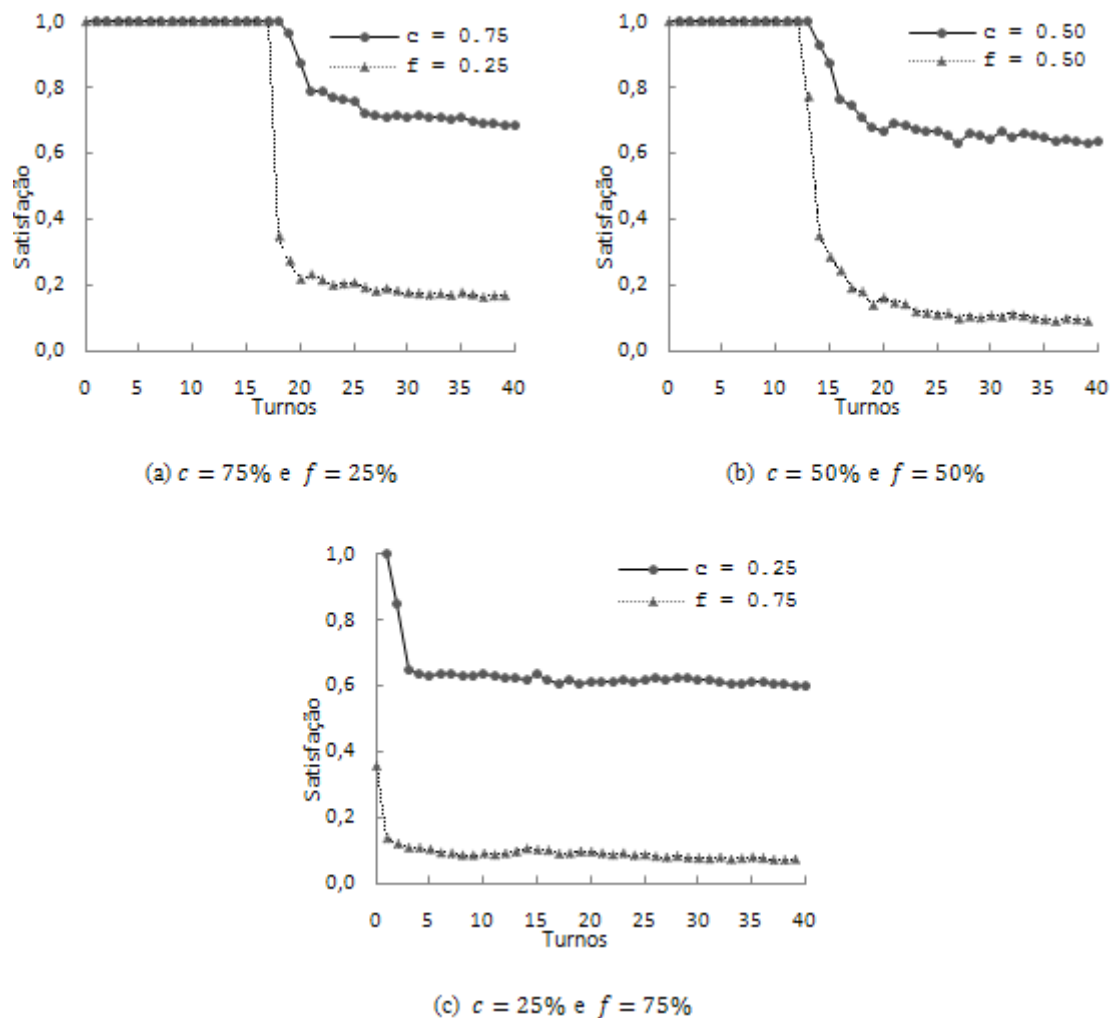 1,0
0,8
0,6
0,4
0,2
0,0
Satisfação
c = 0.75
f = 0.25
0 5 10 15 20 25 30 35 40
Turnos
(a) c = 75% e f = 25%
1,0
0,8
0,6
0,4
0,2
0,0
Satisfação
c = 0.50
f = 0.50
0 5 10 15 20 25 30 35 40
Turnos
(b) c = 50% e f = 50%
1,0
0,8
0,6
0,4
0,2
0,0
Satisfação
c = 0.25
f = 0.75
0 5 10 15 20 25 30 35 40
Turnos
(c) c = 25% e f = 75%